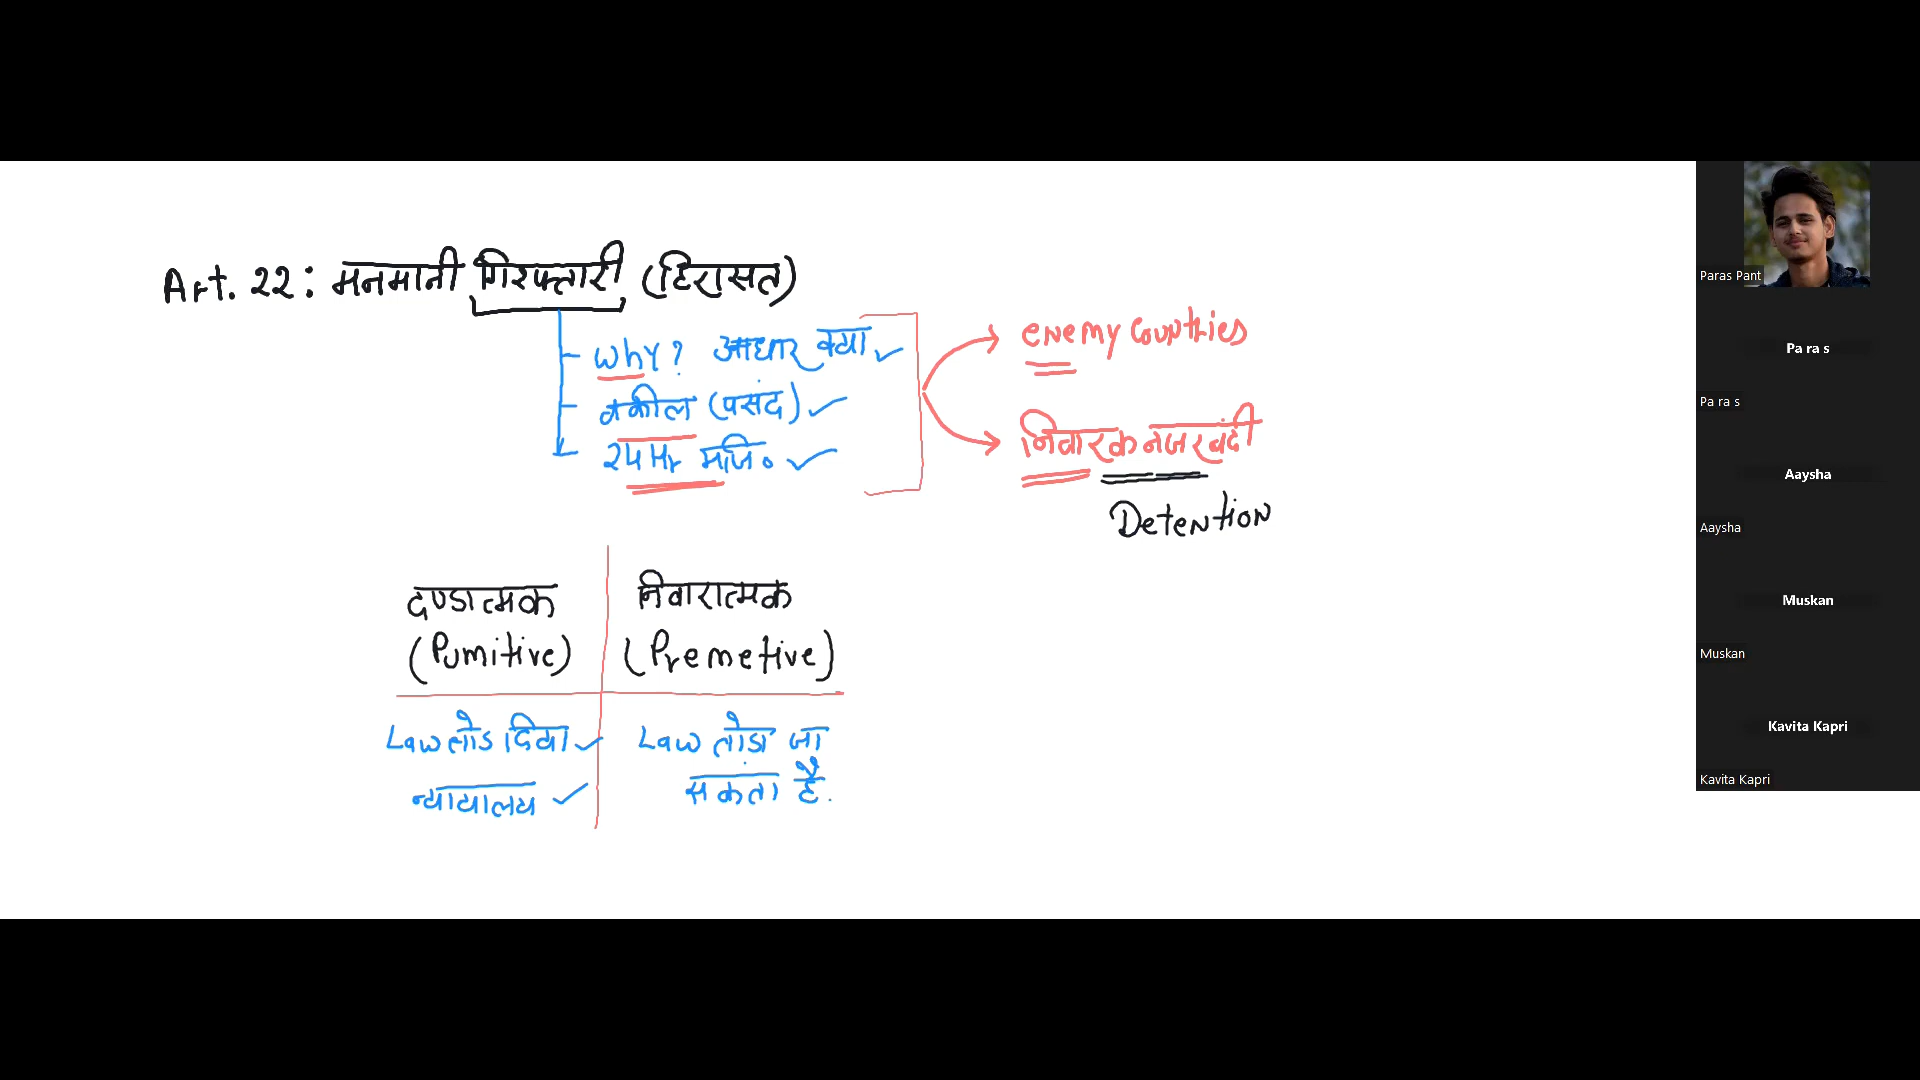 Art. 22: मनमानी गिरफ्तारी (हिरासत)
Why? आधार क्या
वकील (पसंद)
24 Hr मजि०
enemy countries
निवारक नजरबंदी
Detention
दण्डात्मक
(Punitive)
निवारात्मक
(Premetive)
Law तोड दिया
न्यायालय
Law तोडा जा
सकता है.
Paras Pant
Pa ra s
Pa ra s
Aaysha
Aaysha
Muskan
Muskan
Kavita Kapri
Kavita Kapri